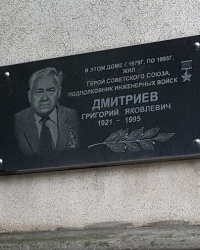 В ЭТОМ ДОМЕ С 1979Г. ПО 1995Г.
ЖИЛ
ГЕРОЙ СОВЕТСКОГО СОЮЗА,
ПОДПОЛКОВНИК ИНЖЕНЕРНЫХ ВОЙСК
ДМИТРИЕВ
ГРИГОРИЙ ЯКОВЛЕВИЧ
1921 - 1995